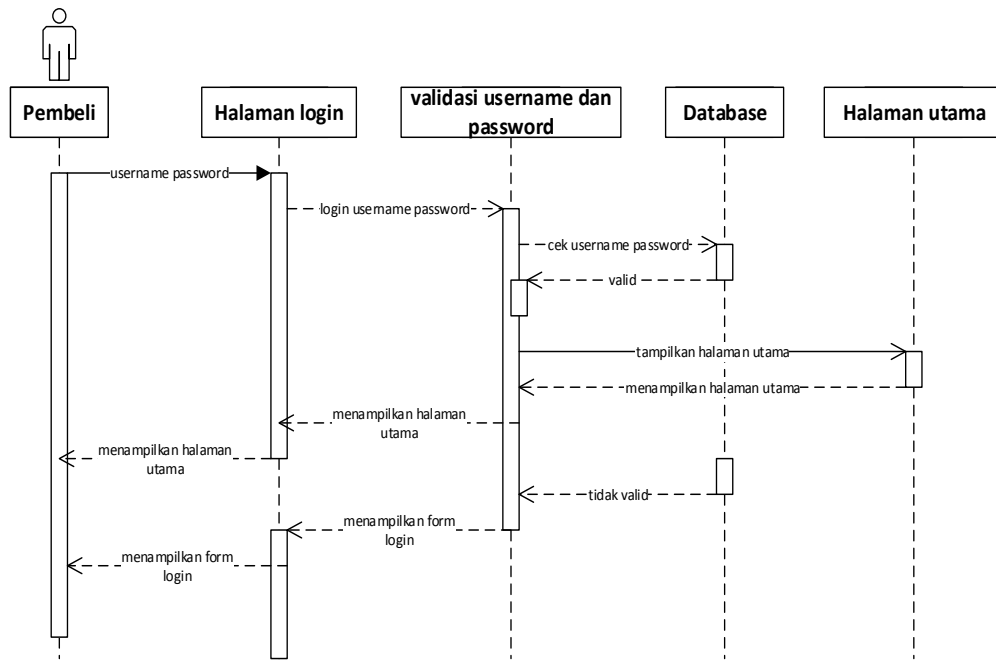 Pembeli
Halaman login
validasi username dan
password
Database
Halaman utama
username password
login username password
cek username password
valid
tampilkan halaman utama
menampilkan halaman utama
menampilkan halaman
utama
menampilkan halaman
utama
tidak valid
menampilkan form
login
menampilkan form
login